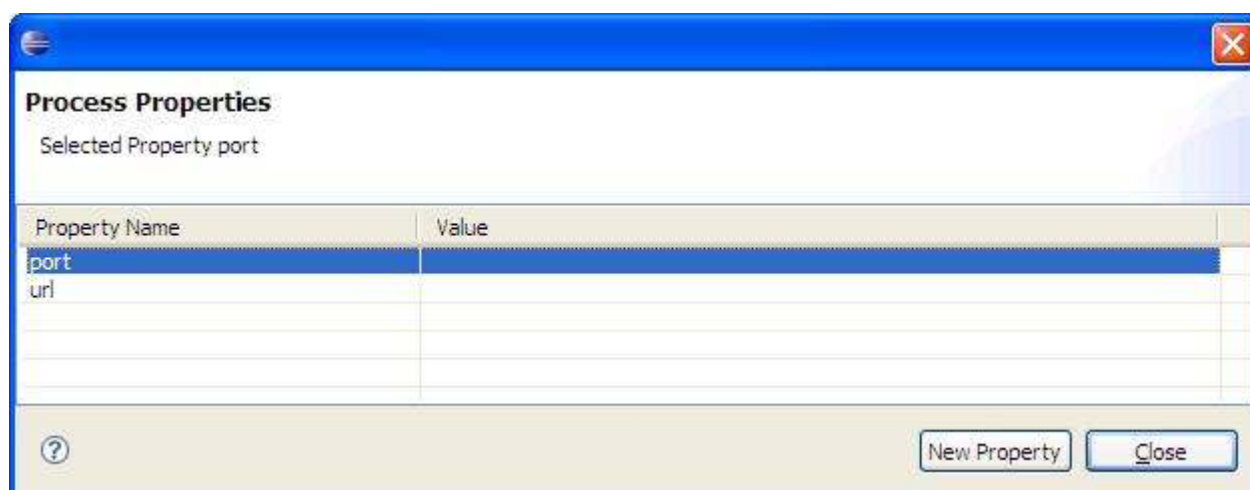 Process Properties
Selected Property port
Property Name Value
port
url
New Property Close